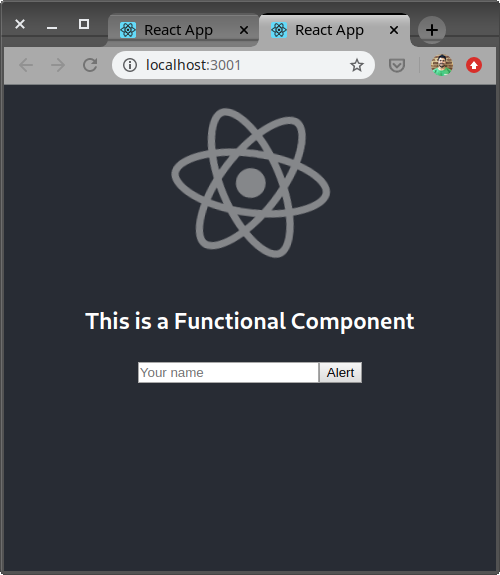 React App
React App
localhost:3001
This is a Functional Component
Your name
Alert